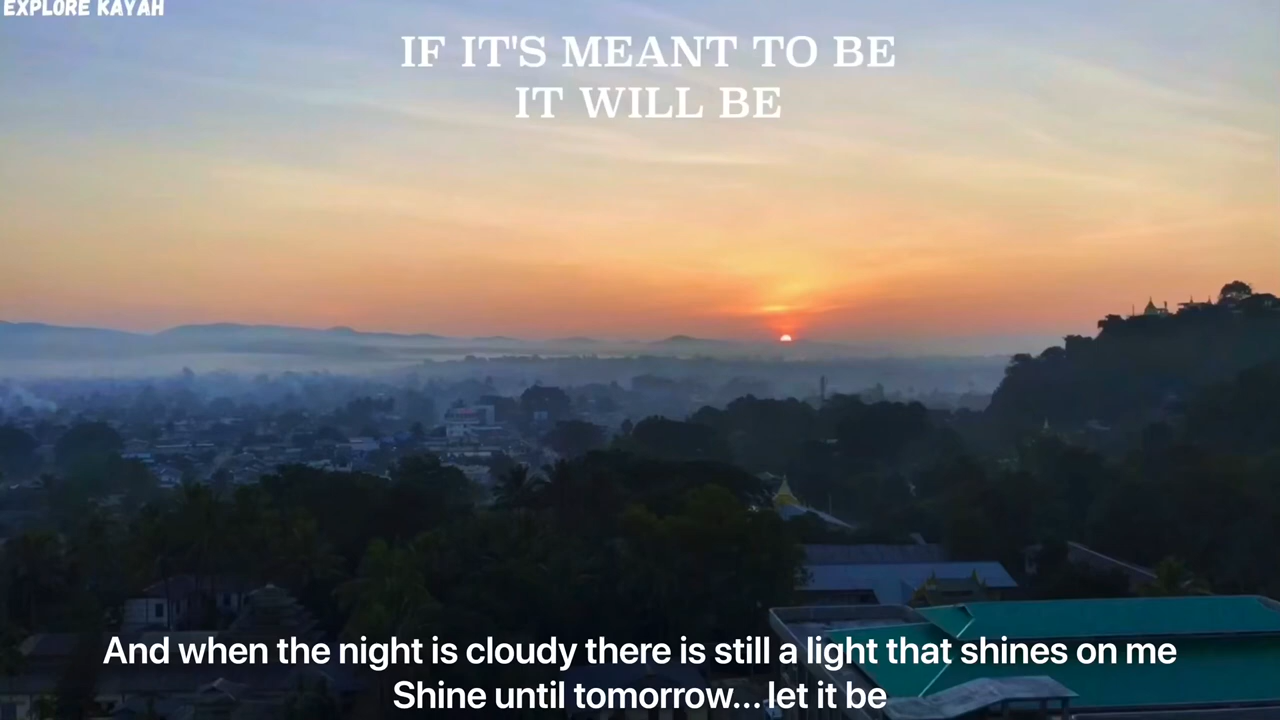 EXPLORE KAYAH
IF IT'S MEANT TO BE
IT WILL BE
And when the night is cloudy there is still a light that shines on me
Shine until tomorrow... let it be